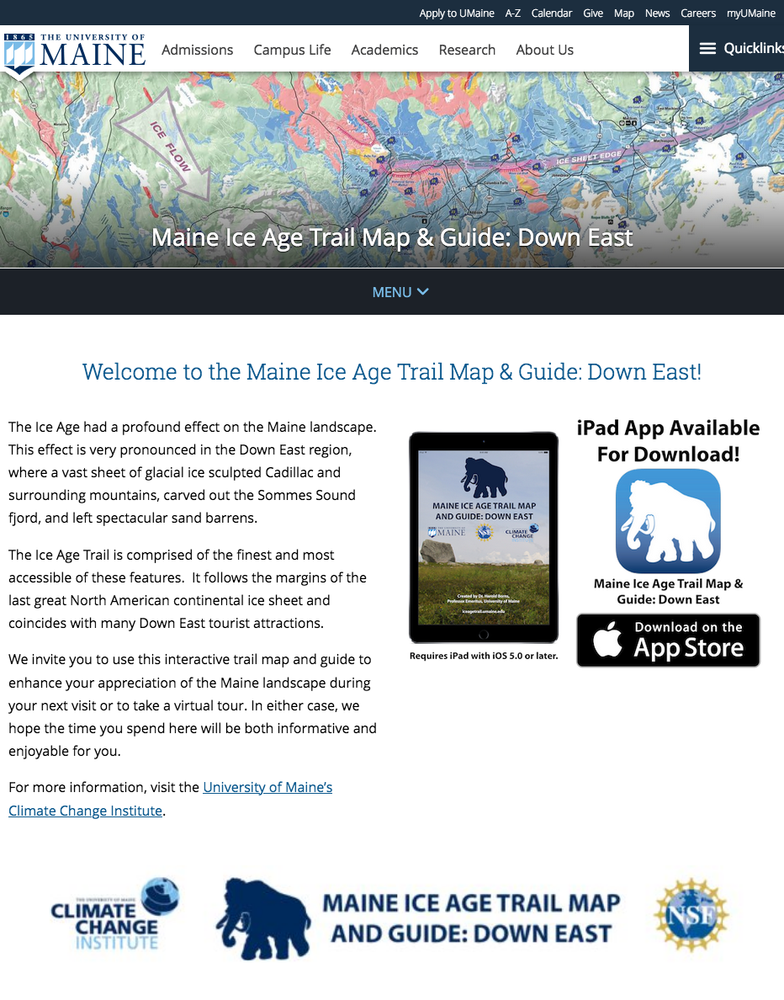 Apply to UMaine A-Z Calendar Give Map News Careers myUMaine
1865 THE UNIVERSITY OF
MAINE
Admissions Campus Life Academics Research About Us
Quicklinks
ICE FLOW
ICE SHEET EDGE
Maine Ice Age Trail Map & Guide: Down East
MENU
Welcome to the Maine Ice Age Trail Map & Guide: Down East!
The Ice Age had a profound effect on the Maine landscape.
This effect is very pronounced in the Down East region,
where a vast sheet of glacial ice sculpted Cadillac and
surrounding mountains, carved out the Sommes Sound
fjord, and left spectacular sand barrens.
The Ice Age Trail is comprised of the finest and most
accessible of these features. It follows the margins of the
last great North American continental ice sheet and
coincides with many Down East tourist attractions.
We invite you to use this interactive trail map and guide to
enhance your appreciation of the Maine landscape during
your next visit or to take a virtual tour. In either case, we
hope the time you spend here will be both informative and
enjoyable for you.
For more information, visit the University of Maine’s
Climate Change Institute.
MAINE ICE AGE TRAIL MAP
AND GUIDE: DOWN EAST
MAINE
NSF
CLIMATE
CHANGE
Created by Dr. Harold Borns,
Professor Emeritus, University of Maine
iceagetrail.umaine.edu
Requires iPad with iOS 5.0 or later.
iPad App Available
For Download!
Maine Ice Age Trail Map &
Guide: Down East
Download on the
App Store
THE UNIVERSITY OF MAINE
CLIMATE
CHANGE
INSTITUTE
MAINE ICE AGE TRAIL MAP
AND GUIDE: DOWN EAST
NSF